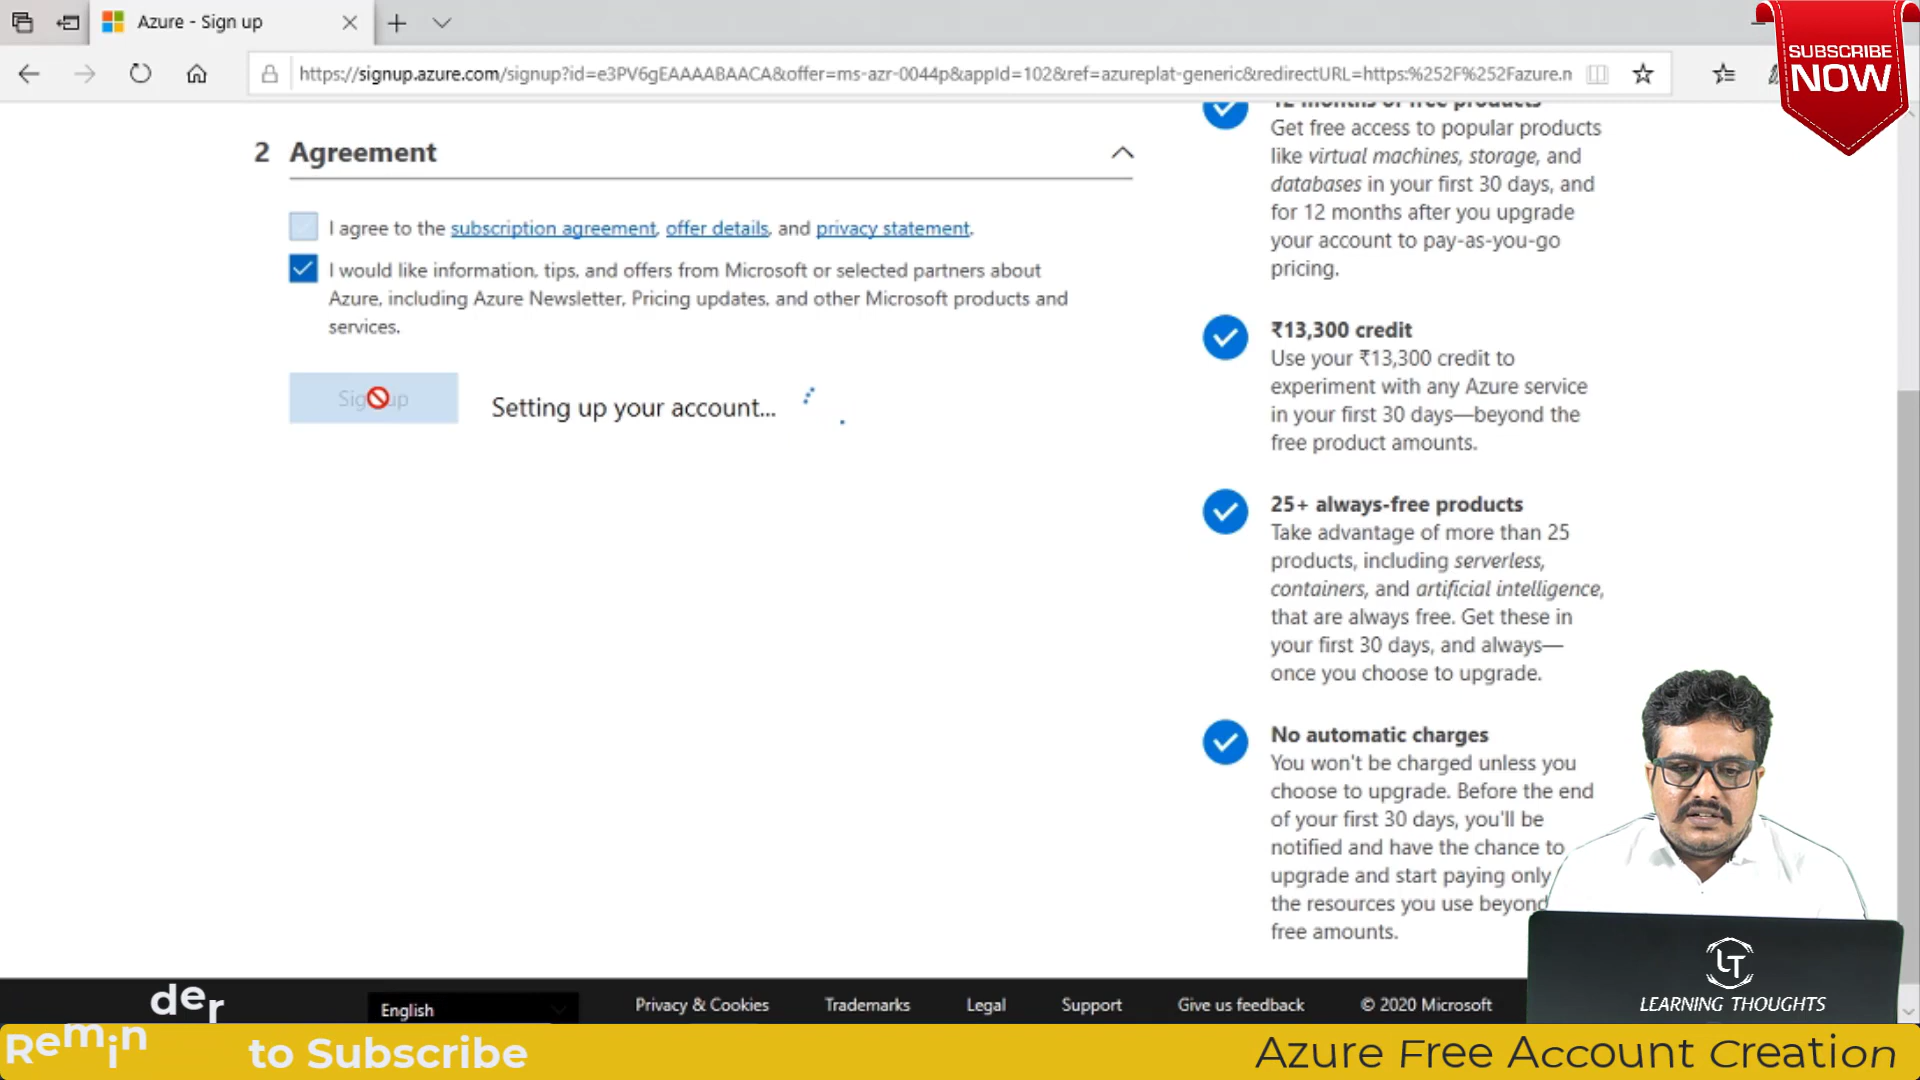 Azure - Sign up
https://signup.azure.com/signup?id=e3PV6gEAAAABAACA&offer=ms-azr-0044p&appId=102&ref=azureplat-generic&redirectURL=https:%252F%252Fazure.n
SUBSCRIBE
NOW
2 Agreement
I agree to the subscription agreement, offer details, and privacy statement.
I would like information, tips, and offers from Microsoft or selected partners about
Azure, including Azure Newsletter, Pricing updates, and other Microsoft products and
services.
Sign up
Setting up your account...
12 months of free products
Get free access to popular products
like virtual machines, storage, and
databases in your first 30 days, and
for 12 months after you upgrade
your account to pay-as-you-go
pricing.
₹13,300 credit
Use your ₹13,300 credit to
experiment with any Azure service
in your first 30 days—beyond the
free product amounts.
25+ always-free products
Take advantage of more than 25
products, including serverless,
containers, and artificial intelligence,
that are always free. Get these in
your first 30 days, and always—
once you choose to upgrade.
No automatic charges
You won't be charged unless you
choose to upgrade. Before the end
of your first 30 days, you'll be
notified and have the chance to
upgrade and start paying only
the resources you use beyond
free amounts.
LT
LEARNING THOUGHTS
English
Privacy & Cookies
Trademarks
Legal
Support
Give us feedback
© 2020 Microsoft
Reminder to Subscribe
Azure Free Account Creation